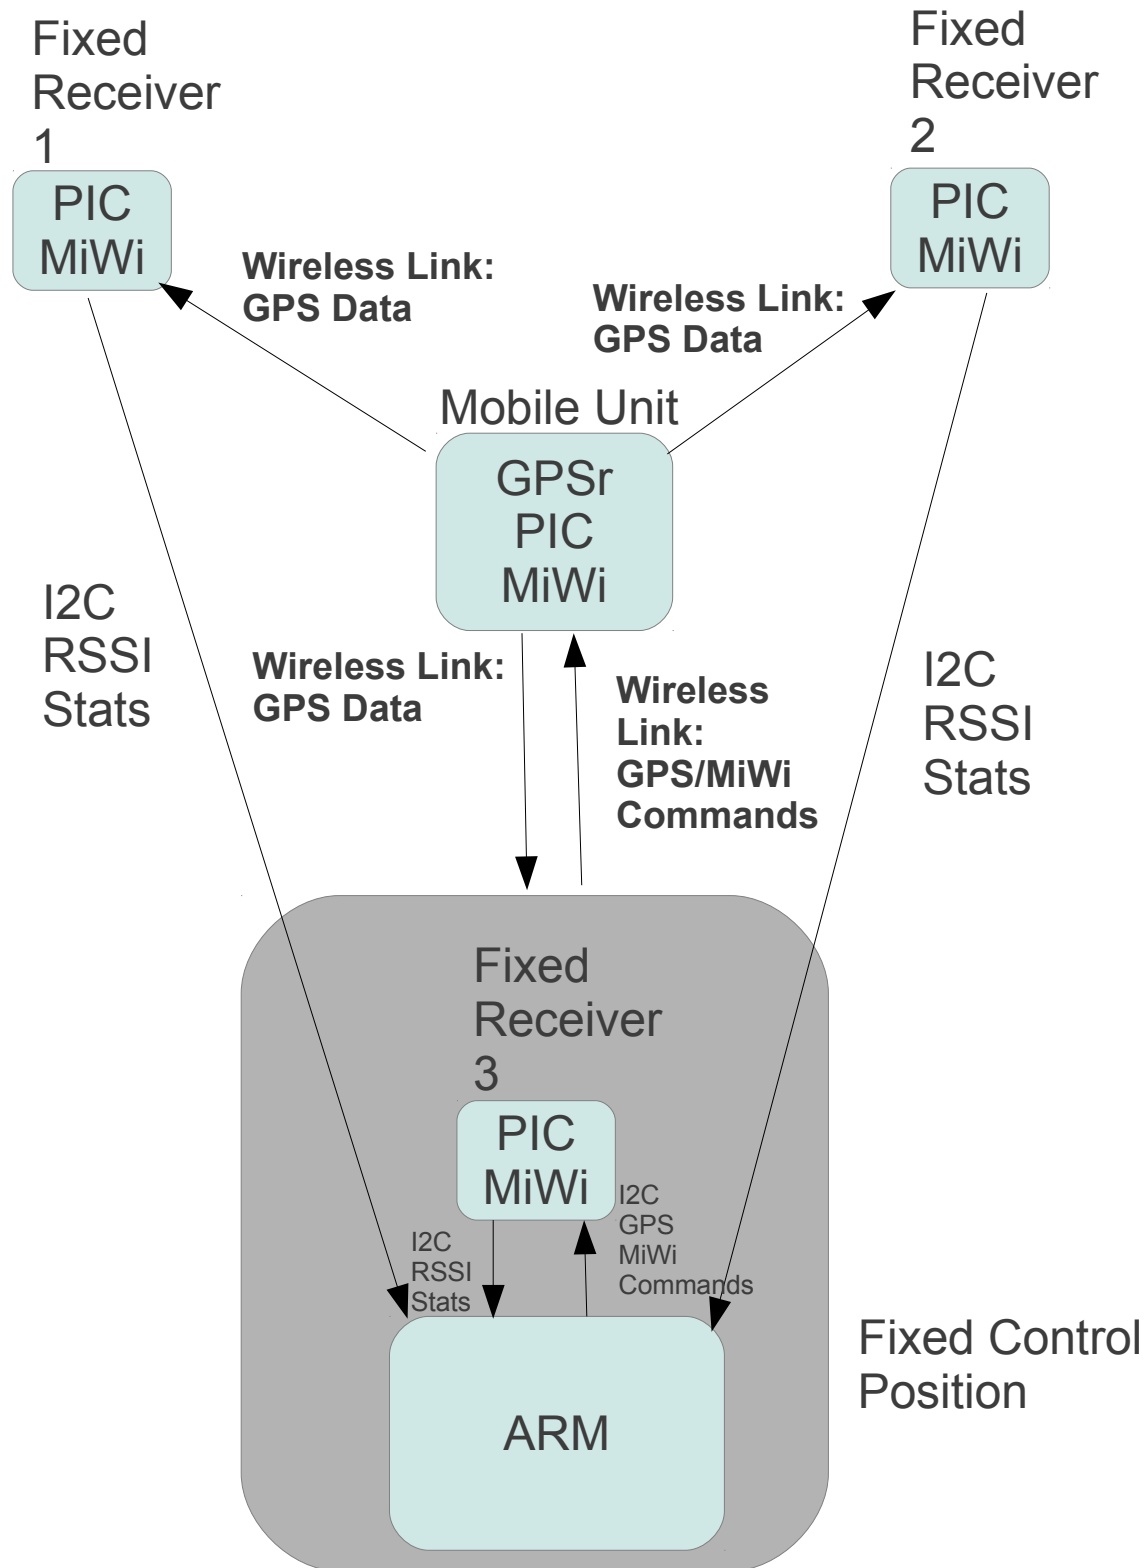 Fixed
Receiver
1
Fixed
Receiver
2
PIC
MiWi
PIC
MiWi
Wireless Link:
GPS Data
Wireless Link:
GPS Data
Mobile Unit
GPSr
PIC
MiWi
I2C
RSSI
Stats
Wireless Link:
GPS Data
Wireless
Link:
GPS/MiWi
Commands
I2C
RSSI
Stats
Fixed
Receiver
3
PIC
MiWi
I2C
RSSI
Stats
I2C
GPS
MiWi
Commands
ARM
Fixed Control
Position